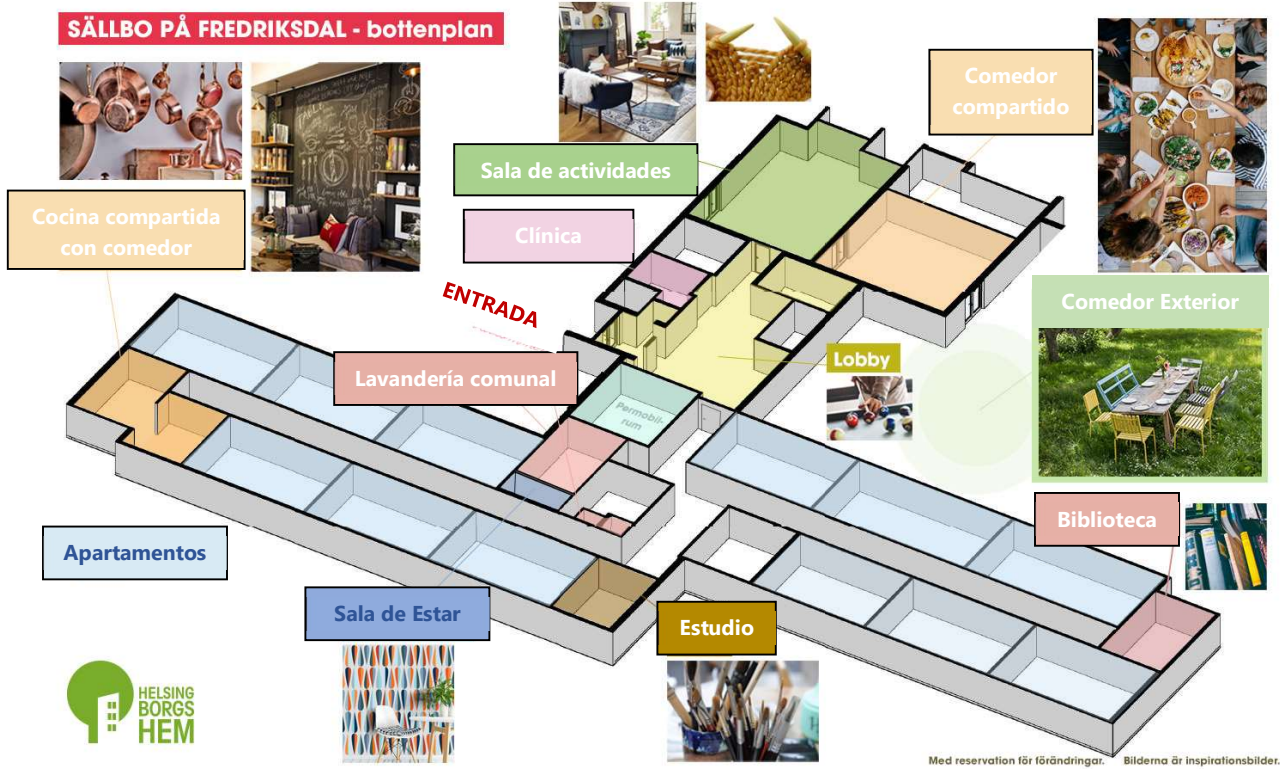 SÄLLBO PÅ FREDRIKSDAL - bottenplan
Comedor
compartido
Sala de actividades
Cocina compartida
con comedor
Clínica
ENTRADA
Comedor Exterior
Lobby
Lavandería comunal
Permobil-
rum
Biblioteca
Apartamentos
Sala de Estar
Estudio
HELSING
BORGS
HEM
Med reservation för förändringar. Bilderna är inspirationsbilder.